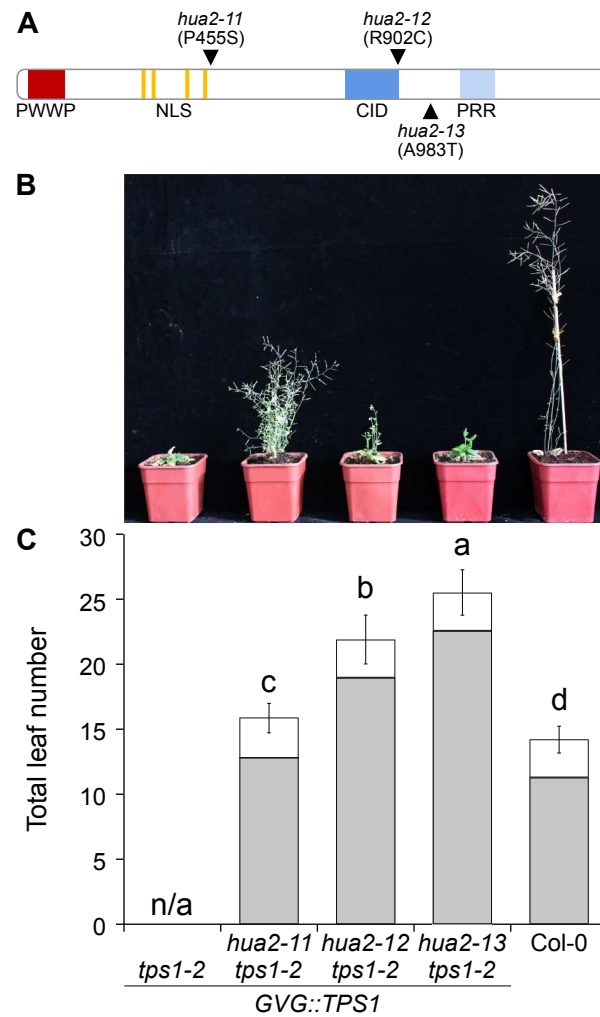 A
hua2-11
(P455S)
hua2-12
(R902C)
PWWP
NLS
CID
PRR
hua2-13
(A983T)
B
C
Total leaf number
30
25
20
15
10
5
0
n/a
c
b
a
d
tps1-2
hua2-11
tps1-2
hua2-12
tps1-2
hua2-13
tps1-2
Col-0
GVG::TPS1